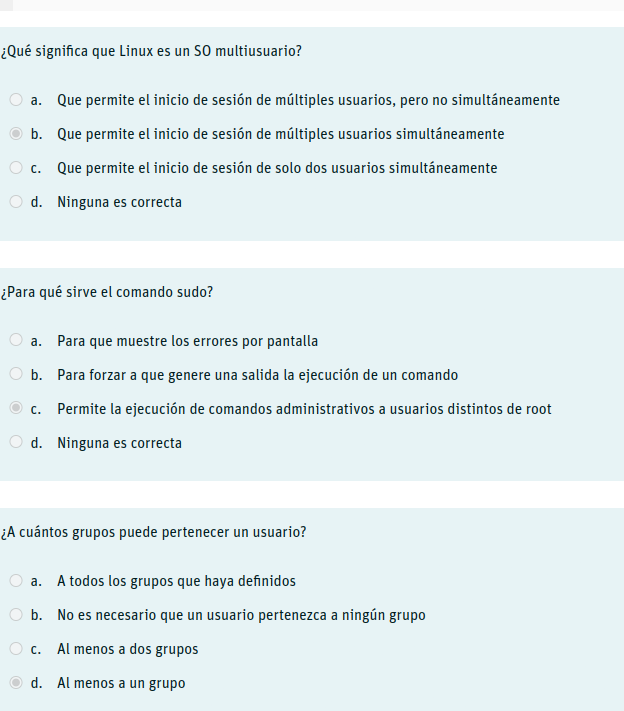 ¿Qué significa que Linux es un SO multiusuario?
a. Que permite el inicio de sesión de múltiples usuarios, pero no simultáneamente
b. Que permite el inicio de sesión de múltiples usuarios simultáneamente
c. Que permite el inicio de sesión de solo dos usuarios simultáneamente
d. Ninguna es correcta
¿Para qué sirve el comando sudo?
a. Para que muestre los errores por pantalla
b. Para forzar a que genere una salida la ejecución de un comando
c. Permite la ejecución de comandos administrativos a usuarios distintos de root
d. Ninguna es correcta
¿A cuántos grupos puede pertenecer un usuario?
a. A todos los grupos que haya definidos
b. No es necesario que un usuario pertenezca a ningún grupo
c. Al menos a dos grupos
d. Al menos a un grupo